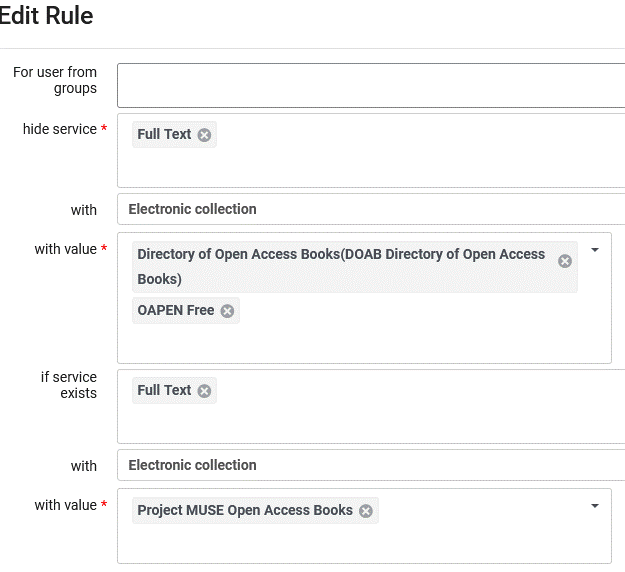 Edit Rule
For user from
groups
hide service *
Full Text
with
Electronic collection
with value *
Directory of Open Access Books(DOAB Directory of Open Access
Books)
OAPEN Free
if service
exists
Full Text
with
Electronic collection
with value *
Project MUSE Open Access Books